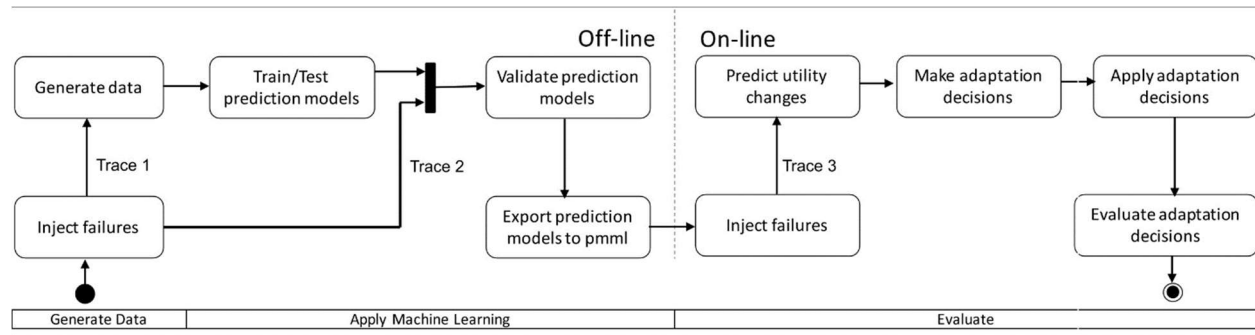 Off-line
On-line
Generate data
Train/Test
prediction models
Validate prediction
models
Predict utility
changes
Make adaptation
decisions
Apply adaptation
decisions
Trace 1
Trace 2
Trace 3
Inject failures
Export prediction
models to pmml
Inject failures
Evaluate adaptation
decisions
Generate Data
Apply Machine Learning
Evaluate